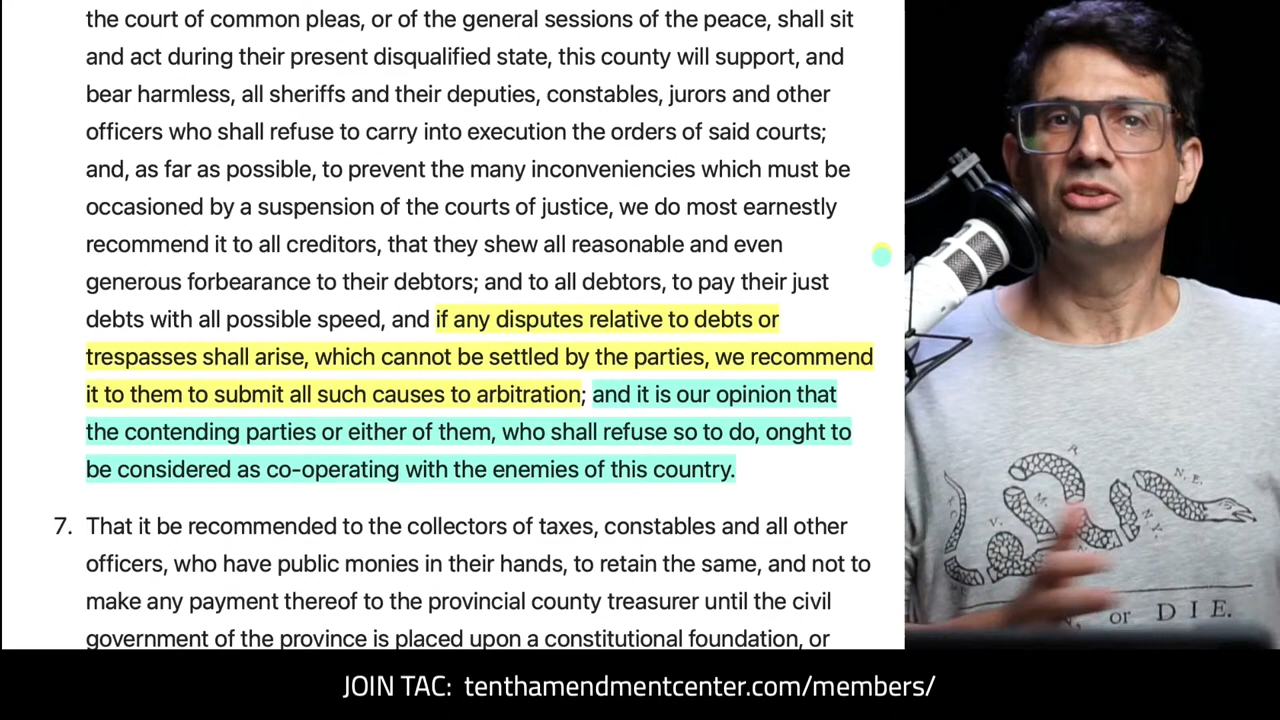 the court of common pleas, or of the general sessions of the peace, shall sit
and act during their present disqualified state, this county will support, and
bear harmless, all sheriffs and their deputies, constables, jurors and other
officers who shall refuse to carry into execution the orders of said courts;
and, as far as possible, to prevent the many inconveniencies which must be
occasioned by a suspension of the courts of justice, we do most earnestly
recommend it to all creditors, that they shew all reasonable and even
generous forbearance to their debtors; and to all debtors, to pay their just
debts with all possible speed, and if any disputes relative to debts or
trespasses shall arise, which cannot be settled by the parties, we recommend
it to them to submit all such causes to arbitration; and it is our opinion that
the contending parties or either of them, who shall refuse so to do, onght to
be considered as co-operating with the enemies of this country.
7. That it be recommended to the collectors of taxes, constables and all other
officers, who have public monies in their hands, to retain the same, and not to
make any payment thereof to the provincial county treasurer until the civil
government of the province is placed upon a constitutional foundation, or
R.
N. E.
M.
V.
N. Y.
or DIE.
JOIN TAC: tenthamendmentcenter.com/members/